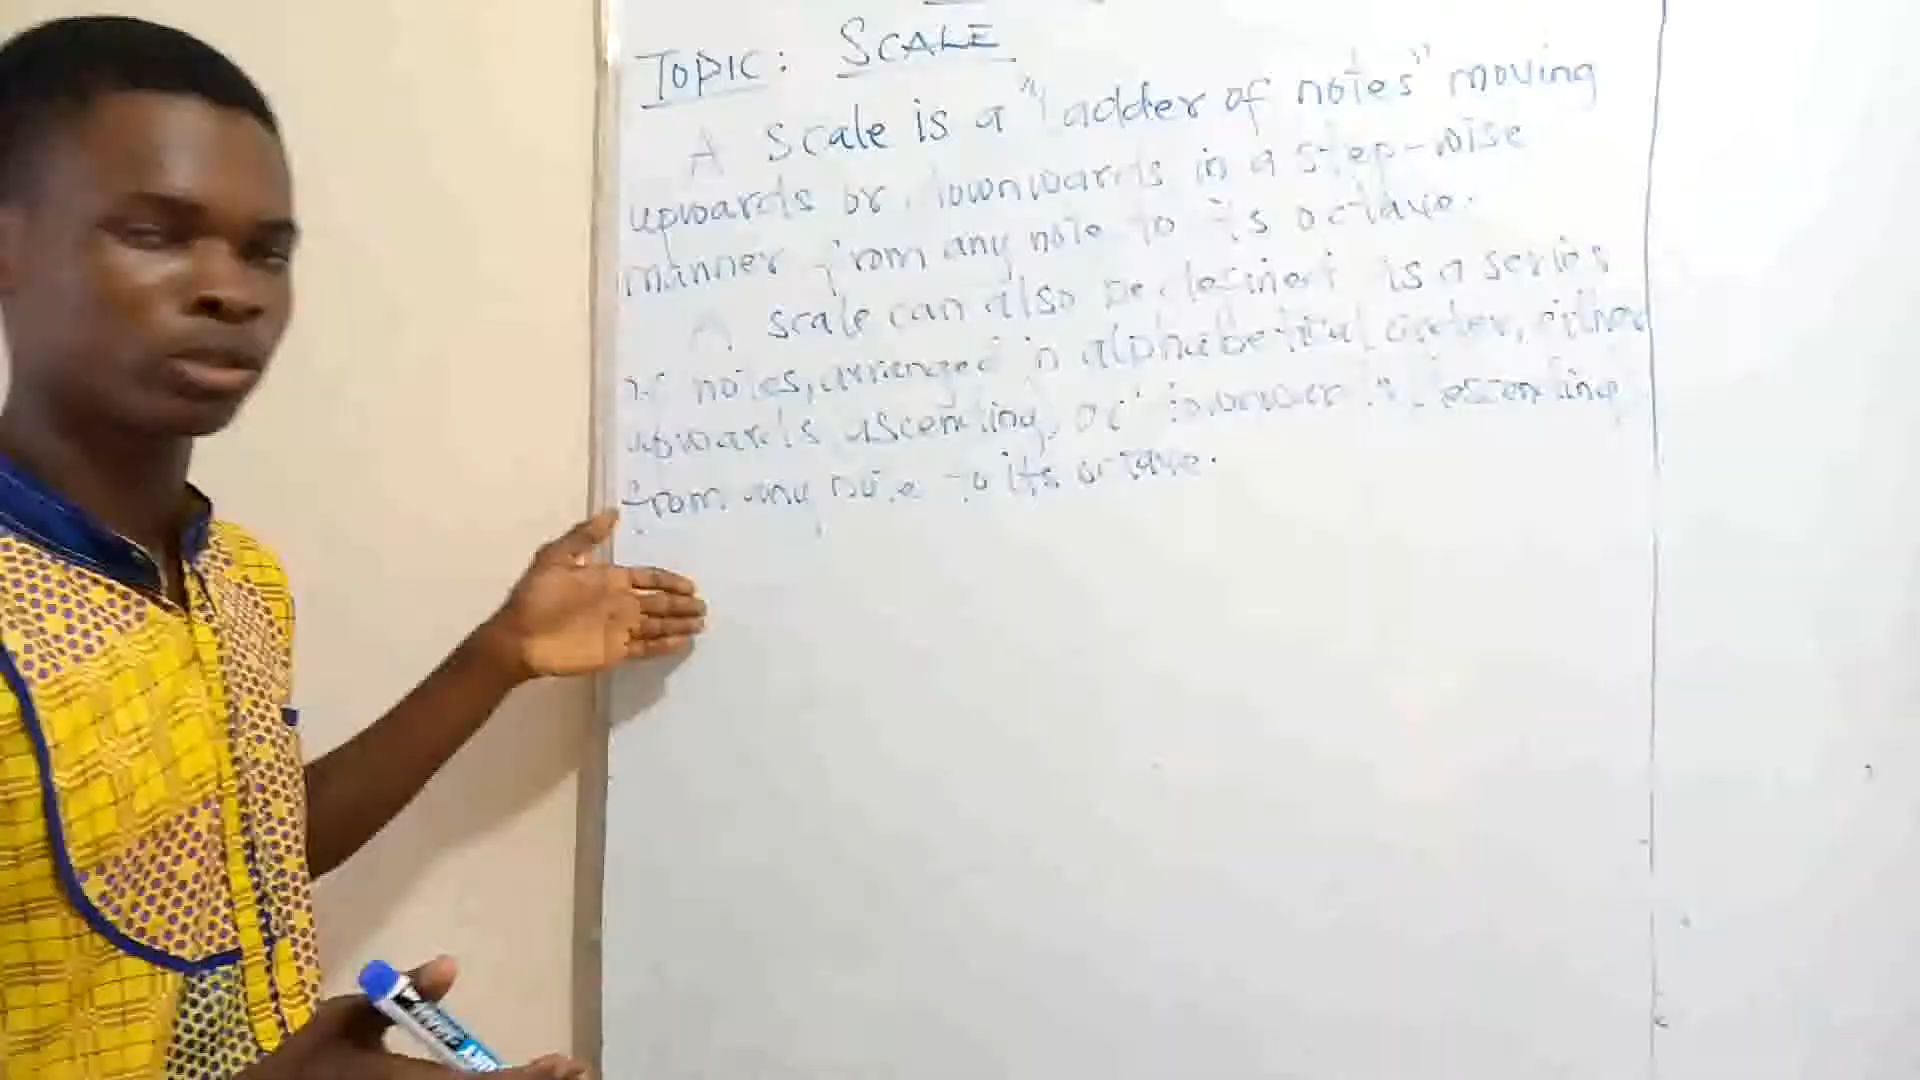 TOPIC: SCALE
A scale is a "ladder of notes" moving
upwards or downwards in a step-wise
manner from any note to its octave.
A scale can also be defined is a series
of notes, arranged in alphabetical order, either
upwards ascending, or downwards descending
from any note to its octave.